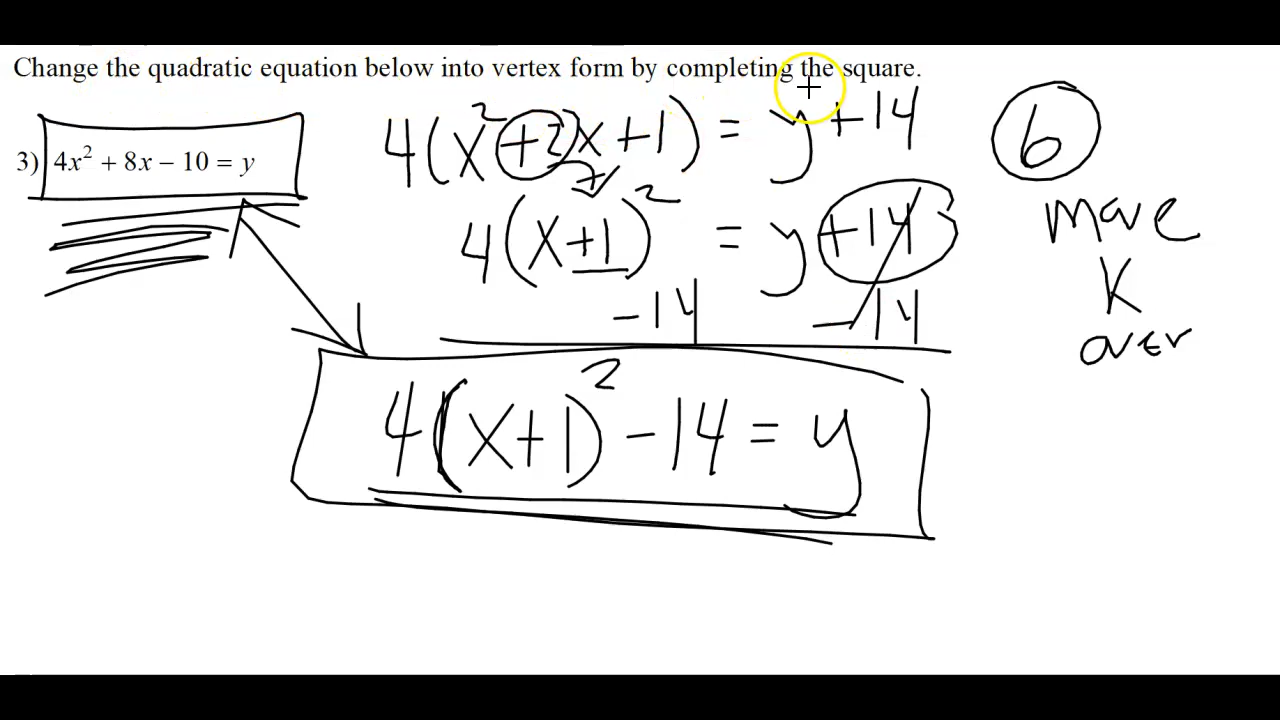 Change the quadratic equation below into vertex form by completing the square.
3) 4x² + 8x − 10 = y
4(x² +2x +1) = y +14
4(x+1)² = y +14
-14 -14
4(x+1)² -14 = y
6
move
K
over